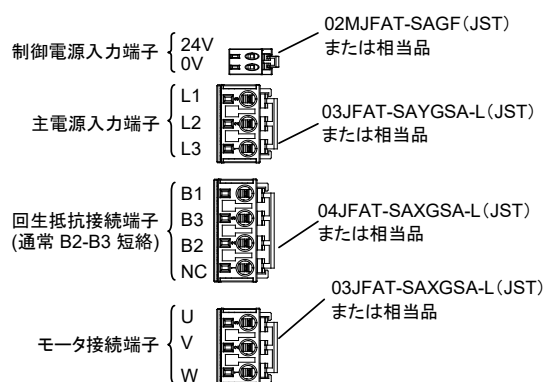 制御電源入力端子
24V
0V
02MJFAT-SAGF(JST)
または相当品
主電源入力端子
L1
L2
L3
03JFAT-SAYGSA-L(JST)
または相当品
回生抵抗接続端子
(通常 B2-B3 短絡)
B1
B3
B2
NC
04JFAT-SAXGSA-L(JST)
または相当品
モータ接続端子
U
V
W
03JFAT-SAXGSA-L(JST)
または相当品